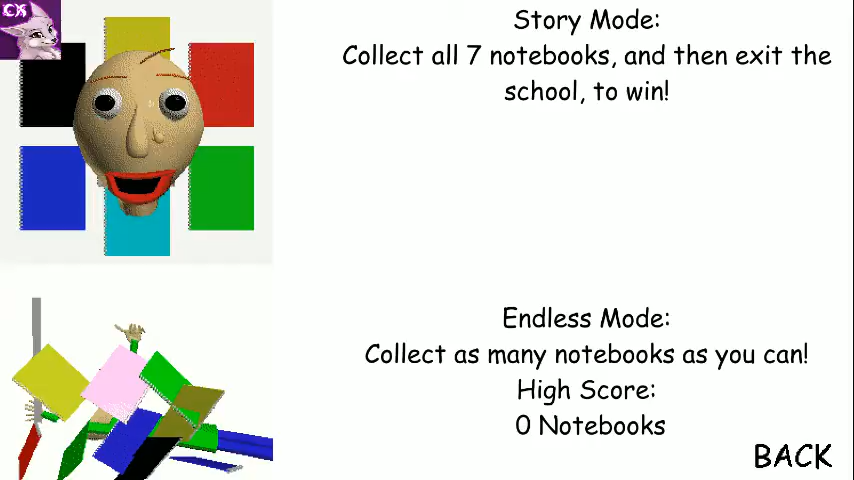 CK
Story Mode:
Collect all 7 notebooks, and then exit the
school, to win!
Endless Mode:
Collect as many notebooks as you can!
High Score:
0 Notebooks
BACK